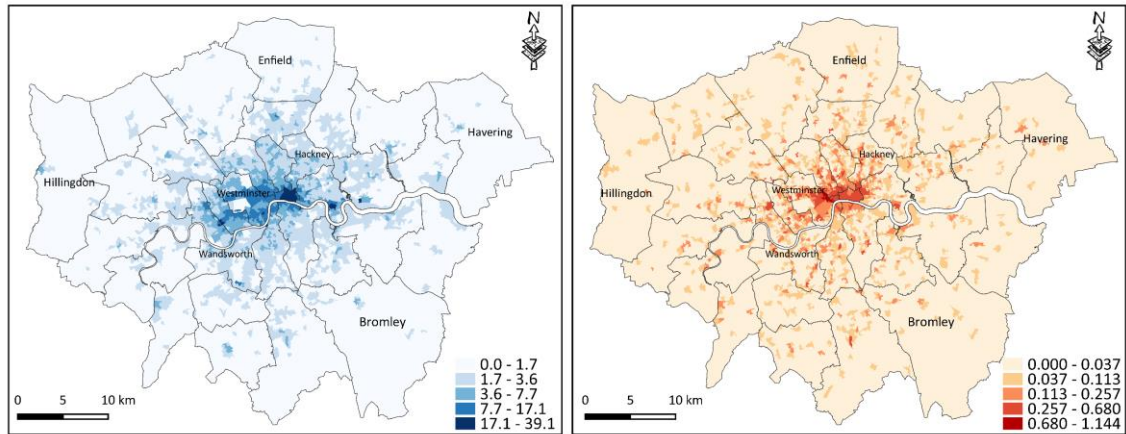 N
Enfield
Havering
Hackney
Hillingdon
Westminster
Wandsworth
Bromley
0.0 - 1.7
1.7 - 3.6
3.6 - 7.7
7.7 - 17.1
17.1 - 39.1
0 5 10 km
N
Enfield
Havering
Hackney
Hillingdon
Westminster
Wandsworth
Bromley
0.000 - 0.037
0.037 - 0.113
0.113 - 0.257
0.257 - 0.680
0.680 - 1.144
0 5 10 km